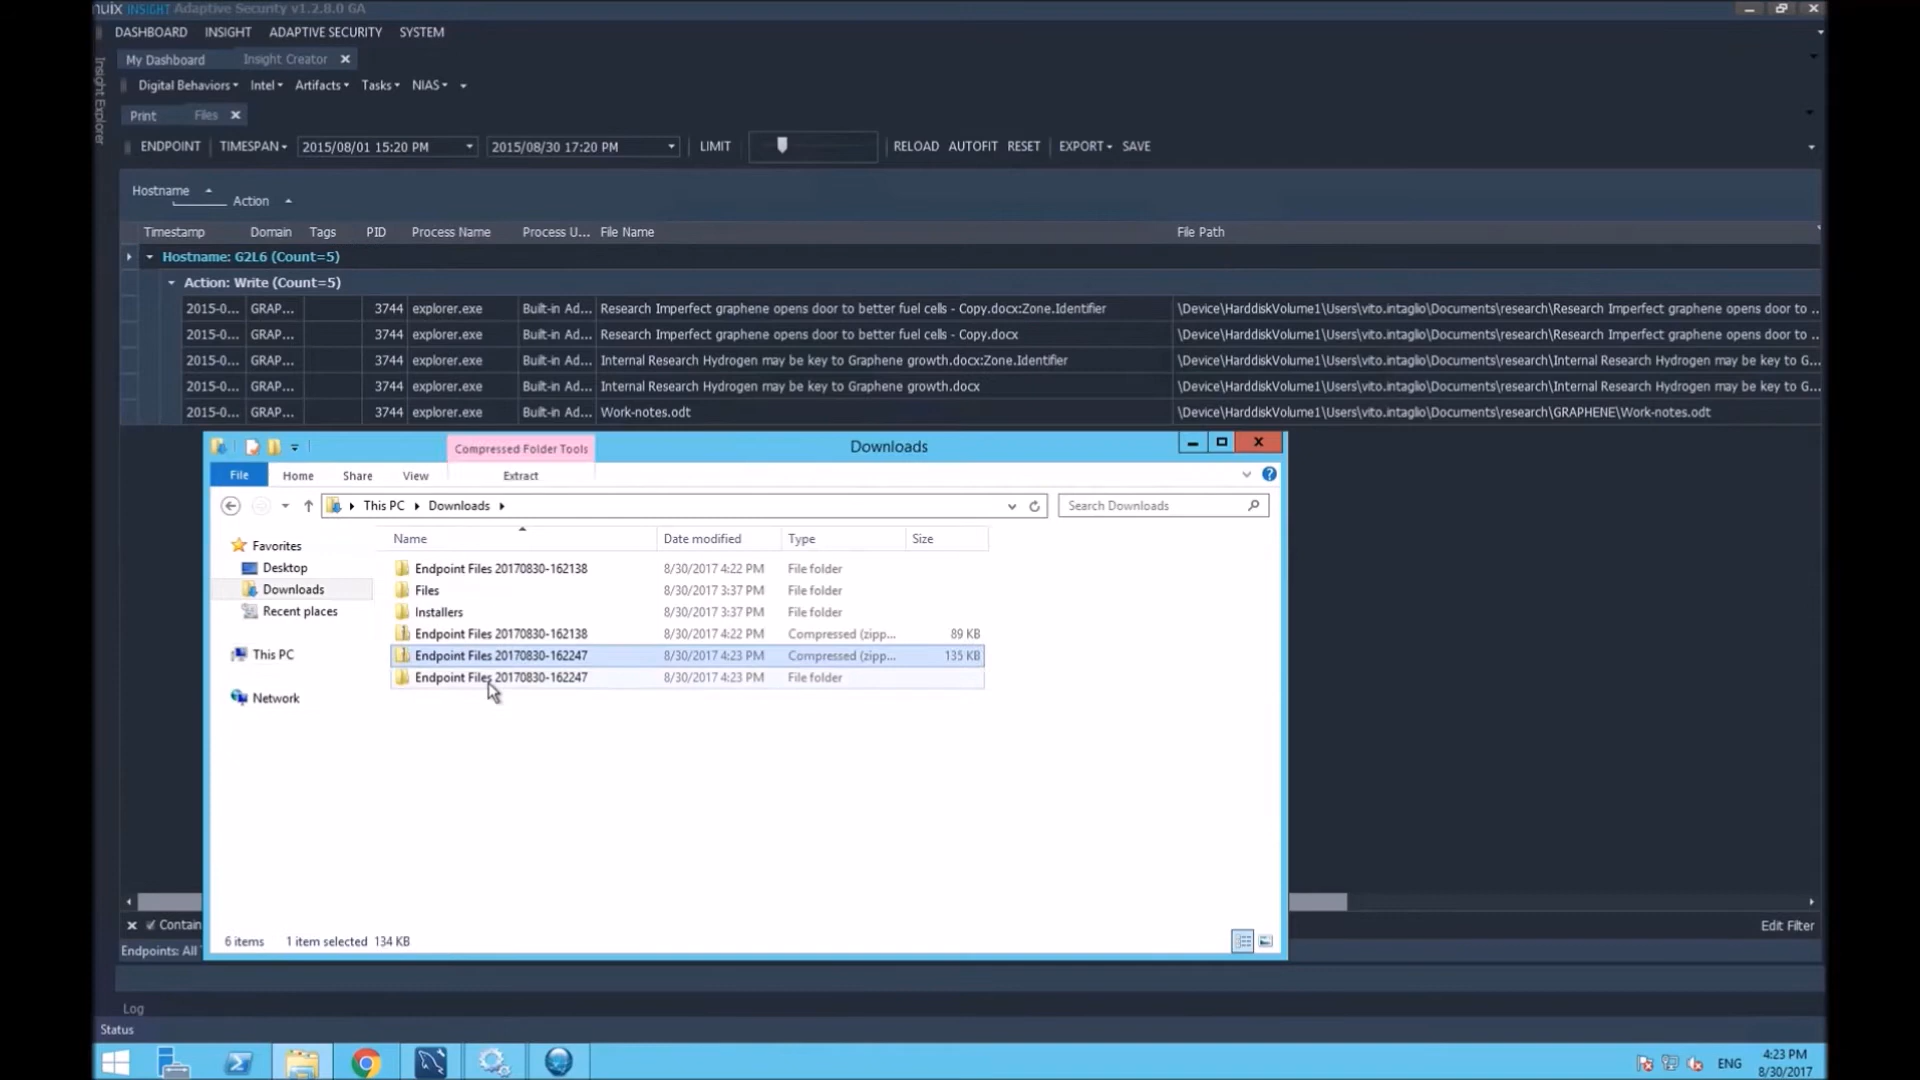 nuix INSIGHT Adaptive Security v1.2.8.0 GA
DASHBOARD INSIGHT ADAPTIVE SECURITY SYSTEM
Insight Explorer
My Dashboard Insight Creator
Digital Behaviors Intel Artifacts Tasks NIAS
Print Files
ENDPOINT TIMESPAN 2015/08/01 15:20 PM 2015/08/30 17:20 PM LIMIT RELOAD AUTOFIT RESET EXPORT SAVE
Hostname
Action
Timestamp Domain Tags PID Process Name Process U... File Name File Path
Hostname: G2L6 (Count=5)
Action: Write (Count=5)
2015-0... GRAP... 3744 explorer.exe Built-in Ad... Research Imperfect graphene opens door to better fuel cells - Copy.docx:Zone.Identifier \Device\HarddiskVolume1\Users\vito.intaglio\Documents\research\Research Imperfect graphene opens door to ...
2015-0... GRAP... 3744 explorer.exe Built-in Ad... Research Imperfect graphene opens door to better fuel cells - Copy.docx \Device\HarddiskVolume1\Users\vito.intaglio\Documents\research\Research Imperfect graphene opens door to ...
2015-0... GRAP... 3744 explorer.exe Built-in Ad... Internal Research Hydrogen may be key to Graphene growth.docx:Zone.Identifier \Device\HarddiskVolume1\Users\vito.intaglio\Documents\research\Internal Research Hydrogen may be key to G...
2015-0... GRAP... 3744 explorer.exe Built-in Ad... Internal Research Hydrogen may be key to Graphene growth.docx \Device\HarddiskVolume1\Users\vito.intaglio\Documents\research\Internal Research Hydrogen may be key to G...
2015-0... GRAP... 3744 explorer.exe Built-in Ad... Work-notes.odt \Device\HarddiskVolume1\Users\vito.intaglio\Documents\research\GRAPHENE\Work-notes.odt
Compressed Folder Tools Downloads
File Home Share View Extract
This PC Downloads Search Downloads
Name Date modified Type Size
Favorites
Desktop
Downloads
Recent places
This PC
Network
Endpoint Files 20170830-162138 8/30/2017 4:22 PM File folder
Files 8/30/2017 3:37 PM File folder
Installers 8/30/2017 3:37 PM File folder
Endpoint Files 20170830-162138 8/30/2017 4:22 PM Compressed (zipp... 89 KB
Endpoint Files 20170830-162247 8/30/2017 4:23 PM Compressed (zipp... 135 KB
Endpoint Files 20170830-162247 8/30/2017 4:23 PM File folder
6 items 1 item selected 134 KB
Contain
Edit Filter
Endpoints: All
Log
Status
ENG
4:23 PM
8/30/2017